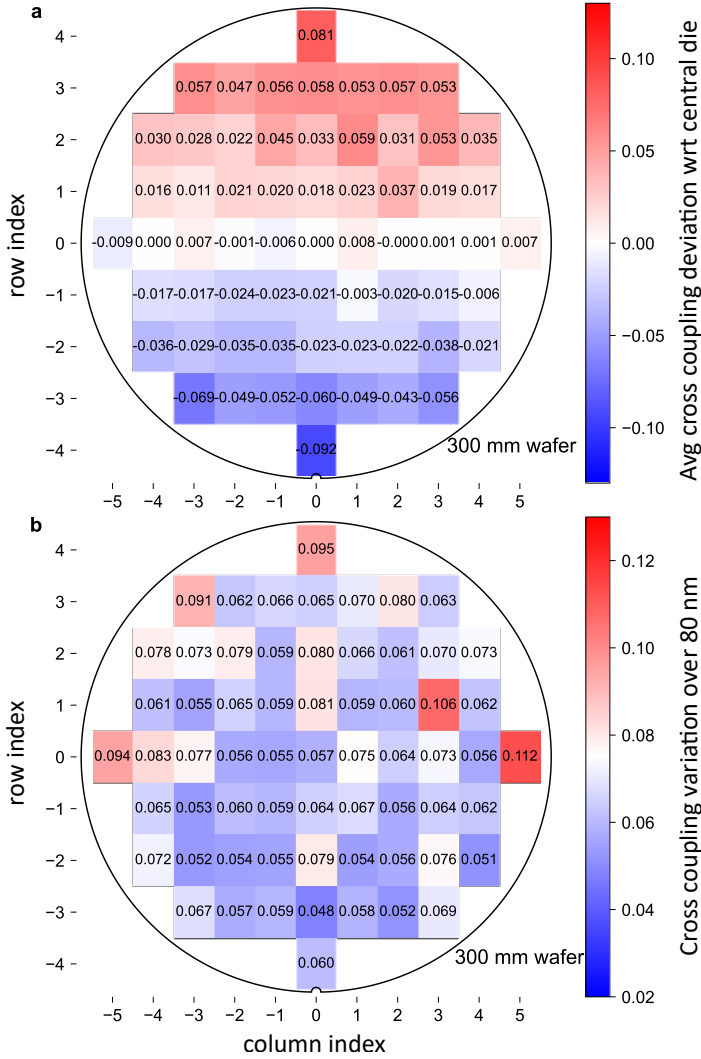 a
4
0.081
0.10
3
0.057 0.047 0.056 0.058 0.053 0.057 0.053
2
0.030 0.028 0.022 0.045 0.033 0.059 0.031 0.053 0.035
0.05
1
0.016 0.011 0.021 0.020 0.018 0.023 0.037 0.019 0.017
row index
0
-0.009 0.000 0.007 -0.001 -0.006 0.000 0.008 -0.000 0.001 0.001 0.007
0.00
−1
-0.017 -0.017 -0.024 -0.023 -0.021 -0.003 -0.020 -0.015 -0.006
−2
-0.036 -0.029 -0.035 -0.035 -0.023 -0.023 -0.022 -0.038 -0.021
−0.05
−3
-0.069 -0.049 -0.052 -0.060 -0.049 -0.043 -0.056
−0.10
−4
-0.092
300 mm wafer
−5 −4 −3 −2 −1 0 1 2 3 4 5
Avg cross coupling deviation wrt central die
b
4
0.095
0.12
3
0.091 0.062 0.066 0.065 0.070 0.080 0.063
2
0.078 0.073 0.079 0.059 0.080 0.066 0.061 0.070 0.073
0.10
1
0.061 0.055 0.065 0.059 0.081 0.059 0.060 0.106 0.062
row index
0
0.094 0.083 0.077 0.056 0.055 0.057 0.075 0.064 0.073 0.056 0.112
0.08
−1
0.065 0.053 0.060 0.059 0.064 0.067 0.056 0.064 0.062
0.06
−2
0.072 0.052 0.054 0.055 0.079 0.054 0.056 0.076 0.051
−3
0.067 0.057 0.059 0.048 0.058 0.052 0.069
0.04
−4
0.060
300 mm wafer
0.02
−5 −4 −3 −2 −1 0 1 2 3 4 5
column index
Cross coupling variation over 80 nm